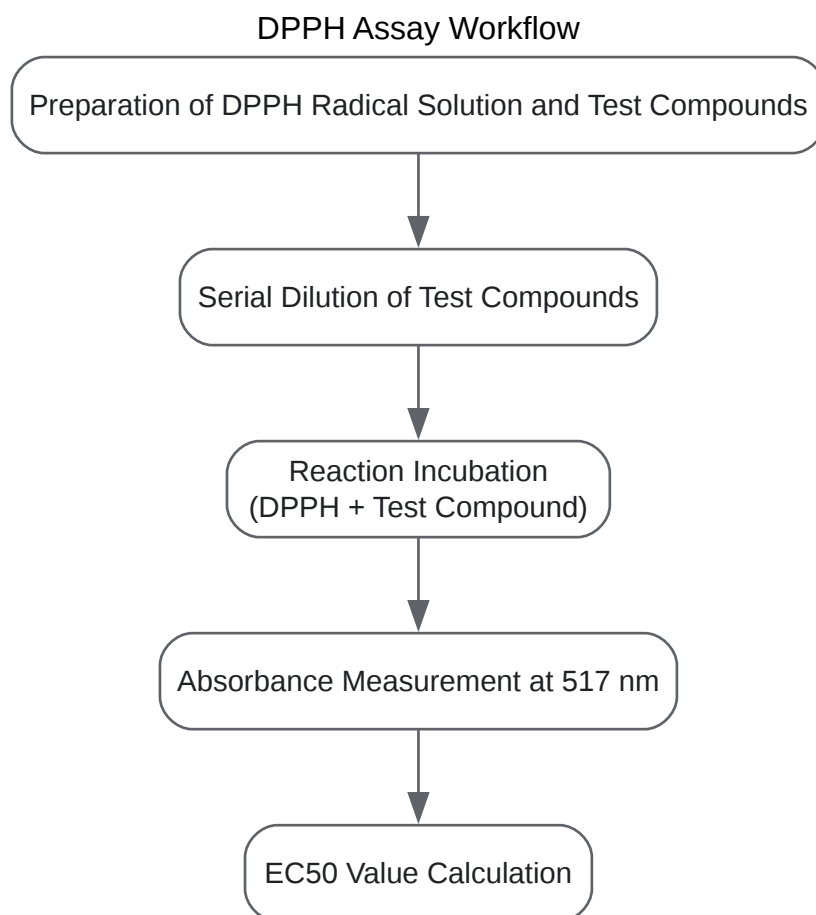 DPPH Assay Workflow
Preparation of DPPH Radical Solution and Test Compounds
Serial Dilution of Test Compounds
Reaction Incubation
(DPPH + Test Compound)
Absorbance Measurement at 517 nm
EC50 Value Calculation